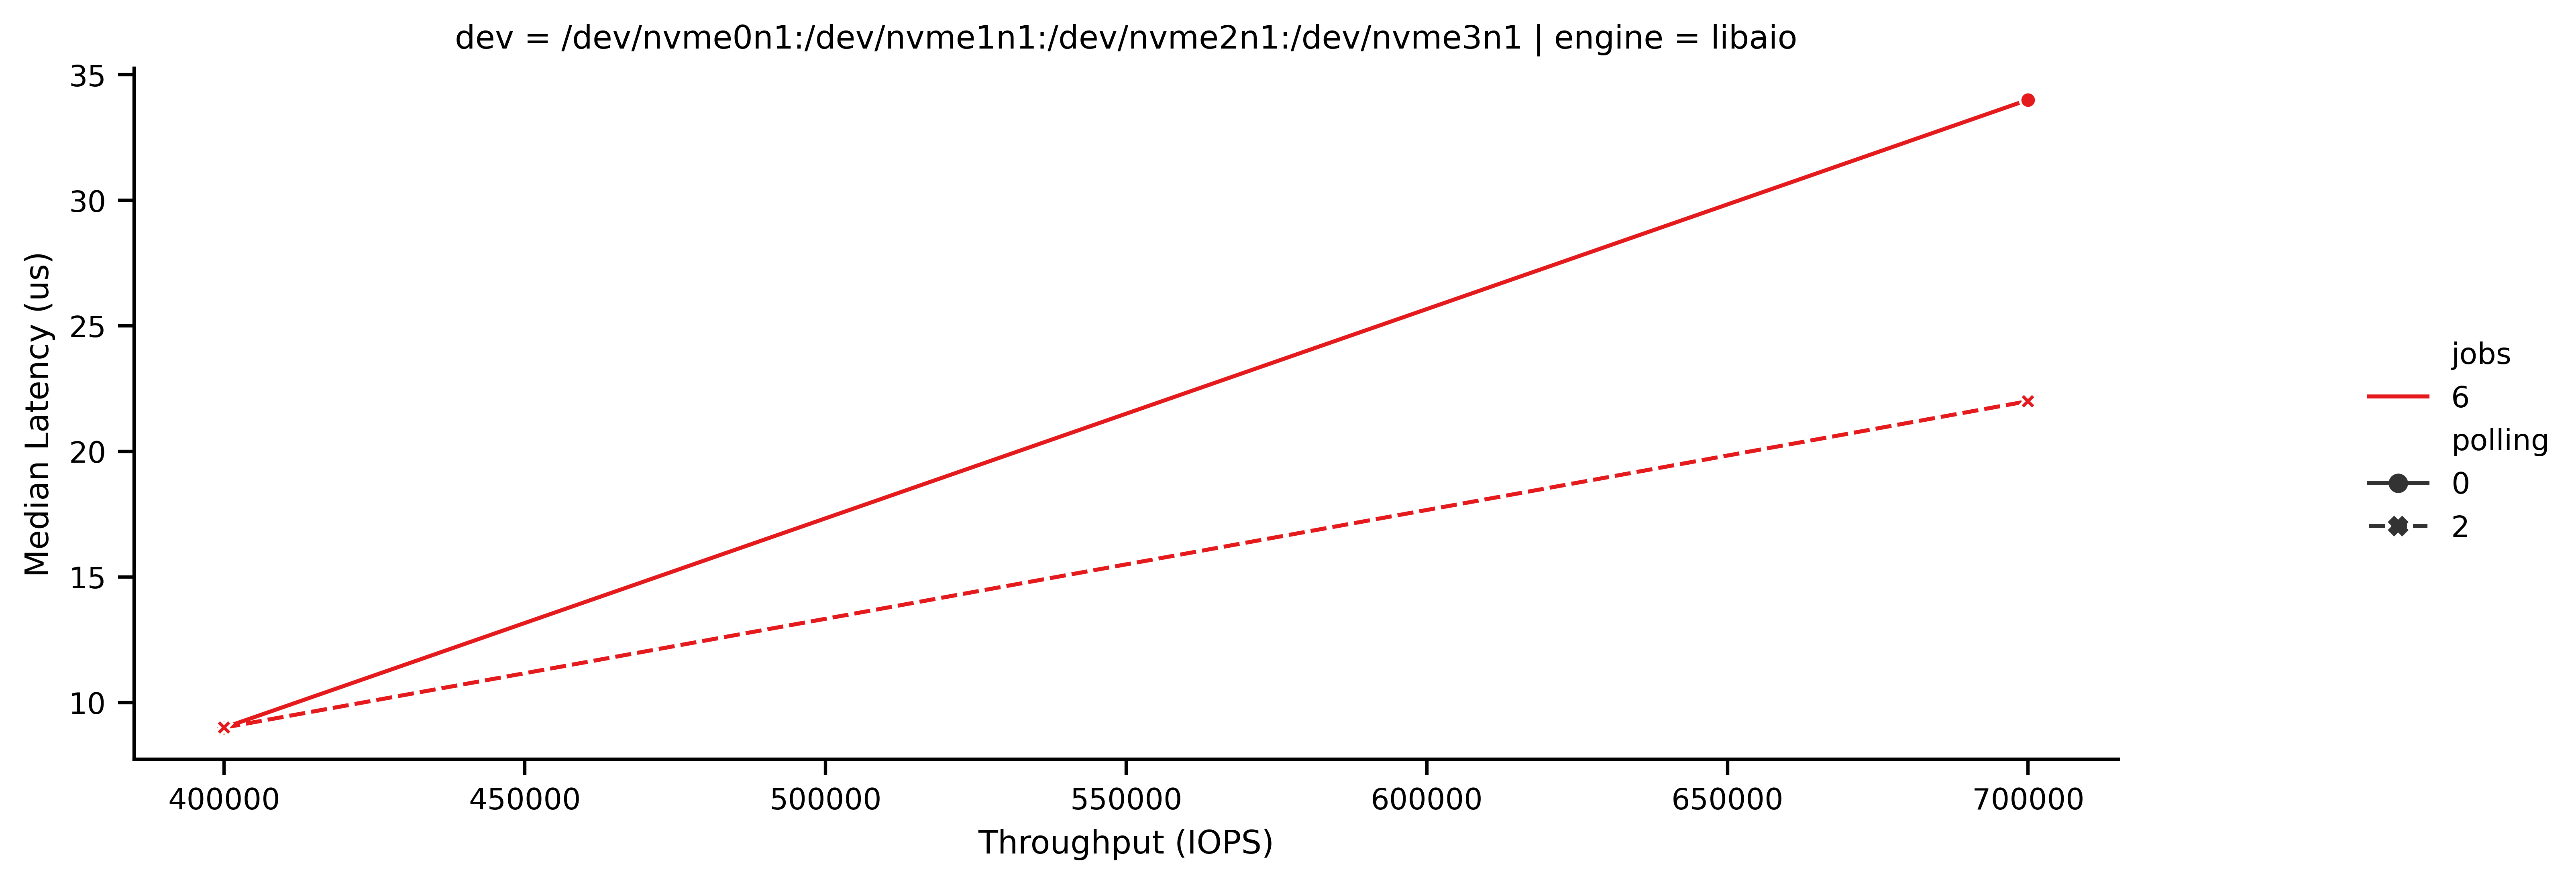 dev = /dev/nvme0n1:/dev/nvme1n1:/dev/nvme2n1:/dev/nvme3n1 | engine = libaio
35
30
25
20
15
10
Median Latency (us)
400000 450000 500000 550000 600000 650000 700000
Throughput (IOPS)
jobs
6
polling
0
2